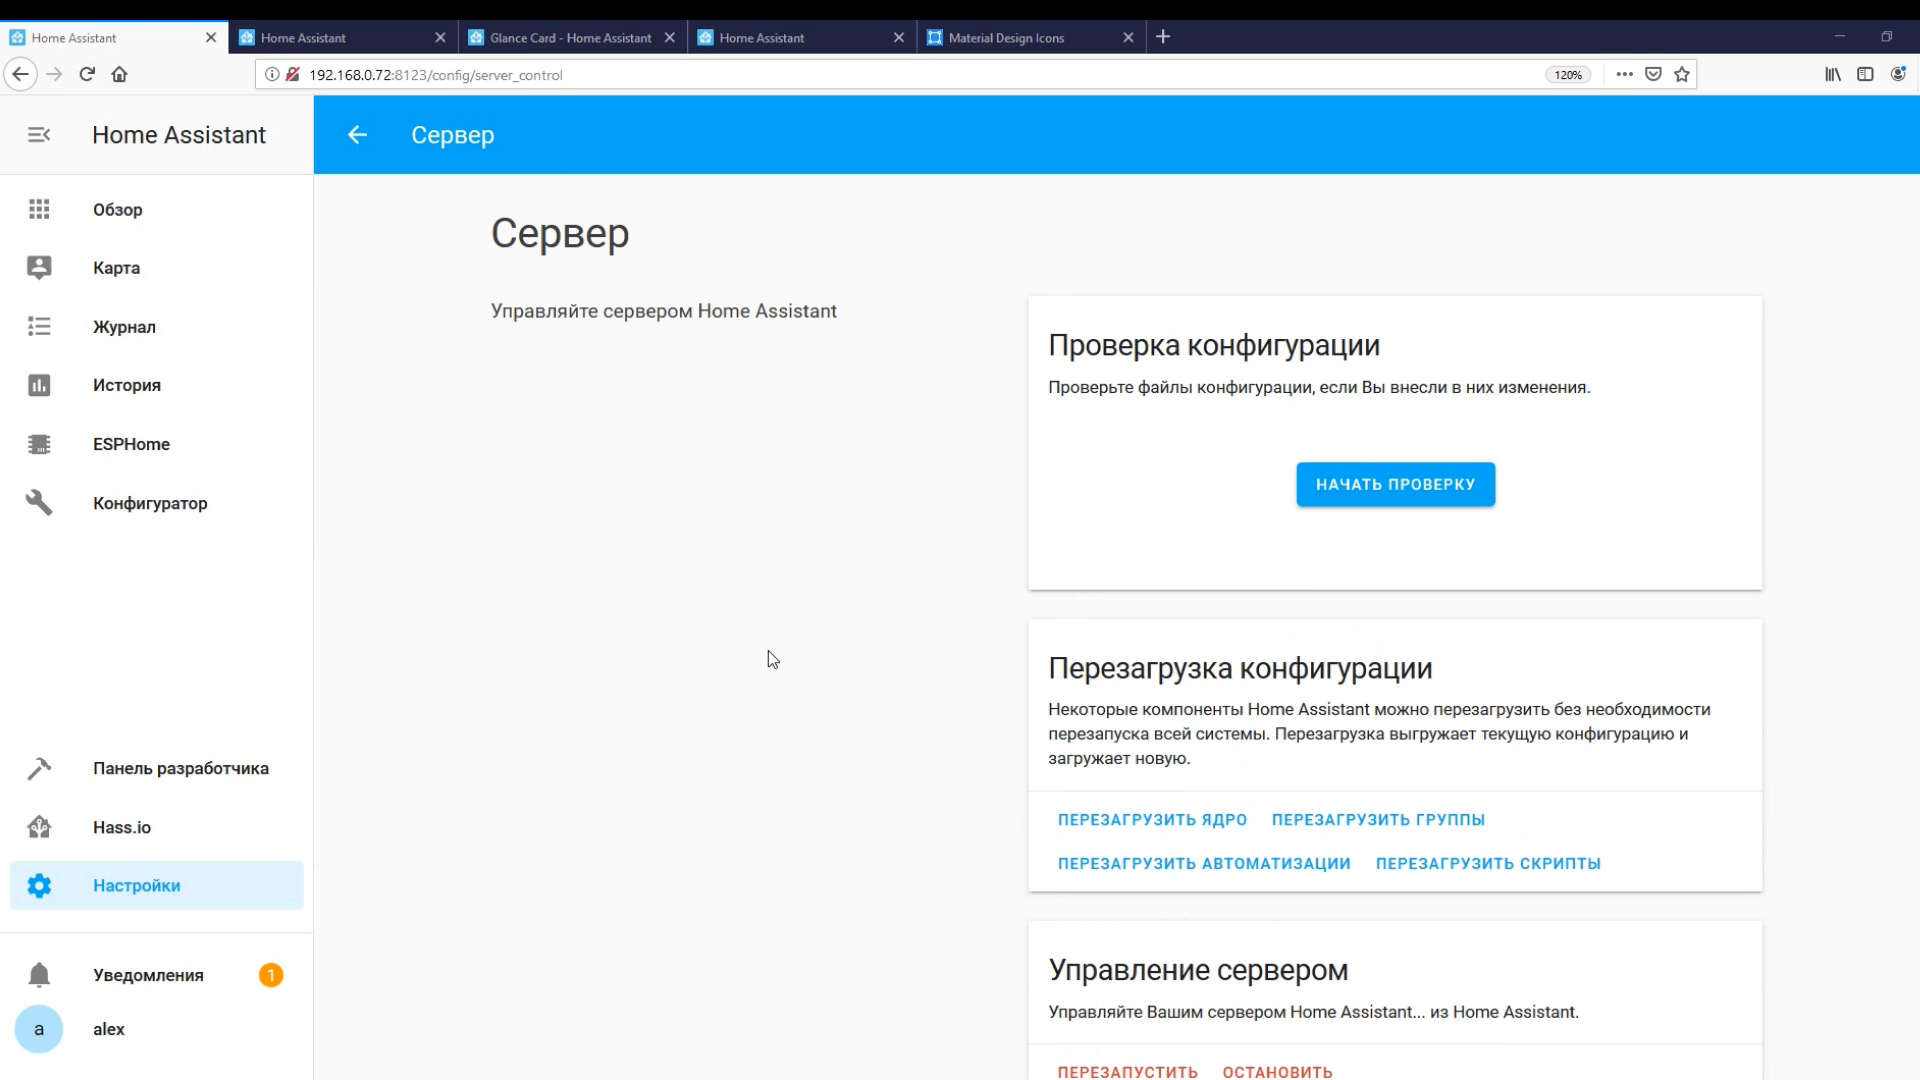 Home Assistant
Home Assistant
Glance Card - Home Assistant
Home Assistant
Material Design Icons
192.168.0.72:8123/config/server_control
120%
Home Assistant
Сервер
Обзор
Карта
Журнал
История
ESPHome
Конфигуратор
Панель разработчика
Hass.io
Настройки
Уведомления
1
a
alex
Сервер
Управляйте сервером Home Assistant
Проверка конфигурации
Проверьте файлы конфигурации, если Вы внесли в них изменения.
НАЧАТЬ ПРОВЕРКУ
Перезагрузка конфигурации
Некоторые компоненты Home Assistant можно перезагрузить без необходимости
перезапуска всей системы. Перезагрузка выгружает текущую конфигурацию и
загружает новую.
ПЕРЕЗАГРУЗИТЬ ЯДРО ПЕРЕЗАГРУЗИТЬ ГРУППЫ
ПЕРЕЗАГРУЗИТЬ АВТОМАТИЗАЦИИ ПЕРЕЗАГРУЗИТЬ СКРИПТЫ
Управление сервером
Управляйте Вашим сервером Home Assistant... из Home Assistant.
ПЕРЕЗАПУСТИТЬ ОСТАНОВИТЬ